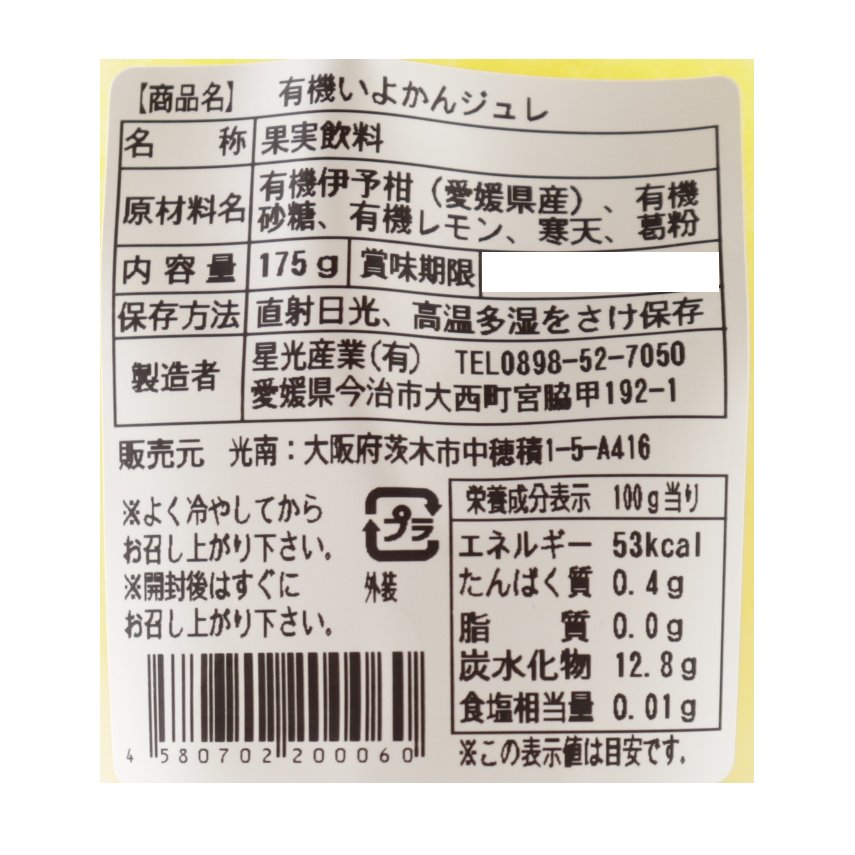 【商品名】 有機いよかんジュレ
名 称 果実飲料
原材料名 有機伊予柑（愛媛県産）、有機
砂糖、有機レモン、寒天、葛粉
内容量 175g 賞味期限
保存方法 直射日光、高温多湿をさけ保存
製造者 星光産業(有) TEL0898-52-7050
愛媛県今治市大西町宮脇甲192-1
販売元 光南：大阪府茨木市中穂積1-5-A416
※よく冷やしてから
お召し上がり下さい。
※開封後はすぐに
お召し上がり下さい。
プラ
外装
栄養成分表示 100g当り
エネルギー 53kcal
たんぱく質 0.4g
脂 質 0.0g
炭水化物 12.8g
食塩相当量 0.01g
※この表示値は目安です。
4 580702 200060